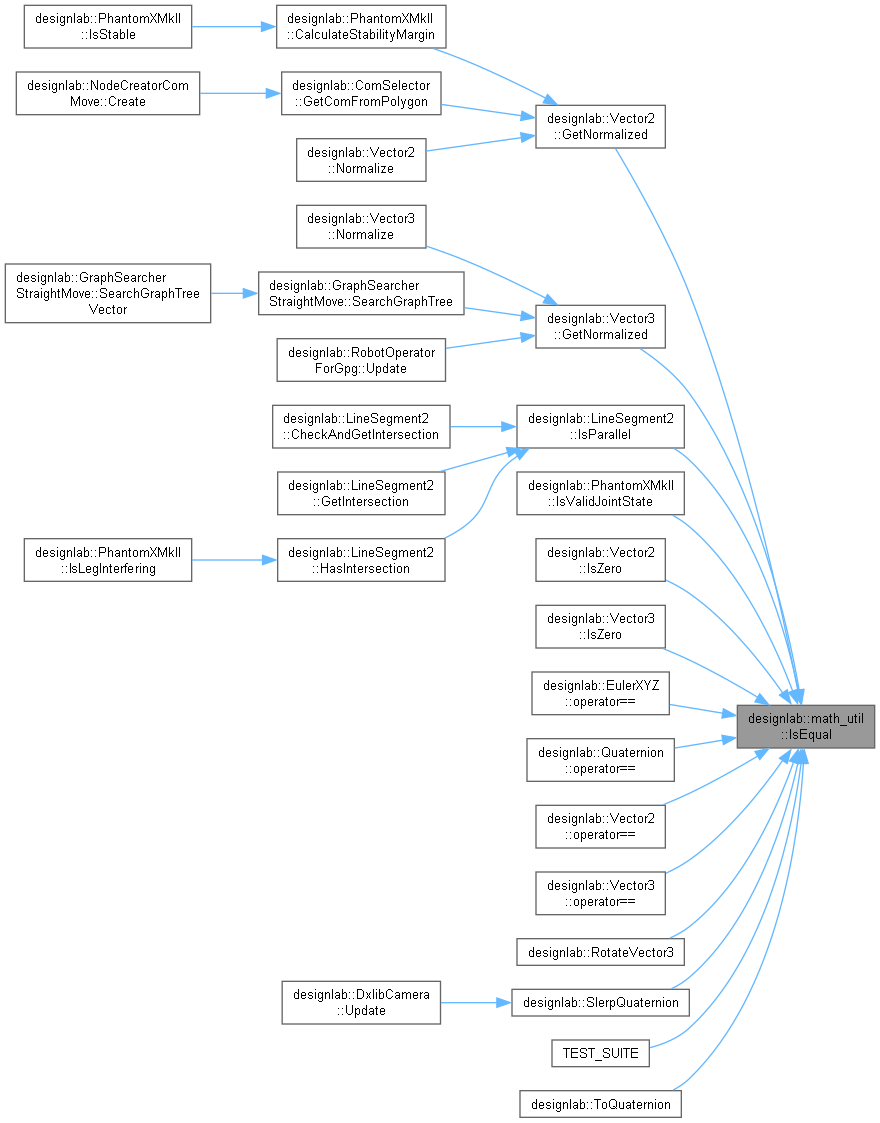 designlab::PhantomXMkII
::IsStable
designlab::PhantomXMkII
::CalculateStabilityMargin
designlab::NodeCreatorCom
Move::Create
designlab::ComSelector
::GetComFromPolygon
designlab::Vector2
::GetNormalized
designlab::Vector2
::Normalize
designlab::Vector3
::Normalize
designlab::GraphSearcher
StraightMove::SearchGraphTree
Vector
designlab::GraphSearcher
StraightMove::SearchGraphTree
designlab::Vector3
::GetNormalized
designlab::RobotOperator
ForGpg::Update
designlab::LineSegment2
::CheckAndGetIntersection
designlab::LineSegment2
::IsParallel
designlab::LineSegment2
::GetIntersection
designlab::PhantomXMkII
::IsValidJointState
designlab::PhantomXMkII
::IsLegInterfering
designlab::LineSegment2
::HasIntersection
designlab::Vector2
::IsZero
designlab::Vector3
::IsZero
designlab::EulerXYZ
::operator==
designlab::math_util
::IsEqual
designlab::Quaternion
::operator==
designlab::Vector2
::operator==
designlab::Vector3
::operator==
designlab::RotateVector3
designlab::DxlibCamera
::Update
designlab::SlerpQuaternion
TEST_SUITE
designlab::ToQuaternion